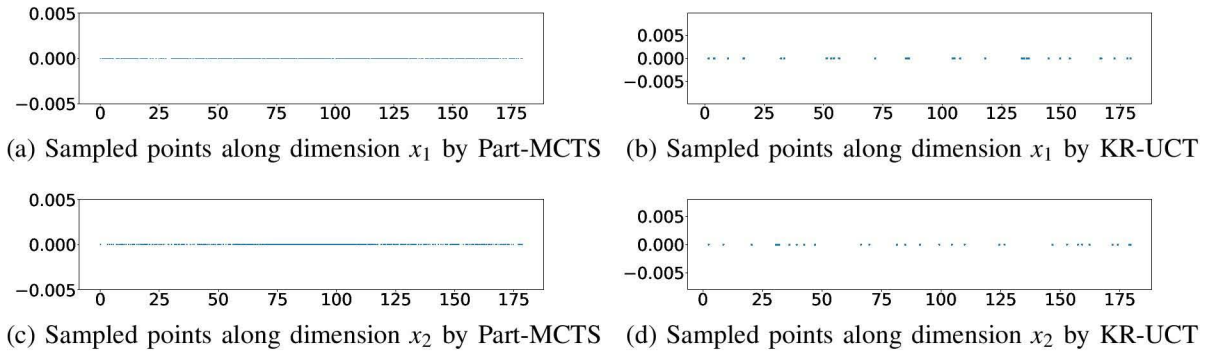 0.005
0.000
−0.005
0 25 50 75 100 125 150 175
(a) Sampled points along dimension x1 by Part-MCTS
0.005
0.000
−0.005
0 25 50 75 100 125 150 175
(b) Sampled points along dimension x1 by KR-UCT
0.005
0.000
−0.005
0 25 50 75 100 125 150 175
(c) Sampled points along dimension x2 by Part-MCTS
0.005
0.000
−0.005
0 25 50 75 100 125 150 175
(d) Sampled points along dimension x2 by KR-UCT